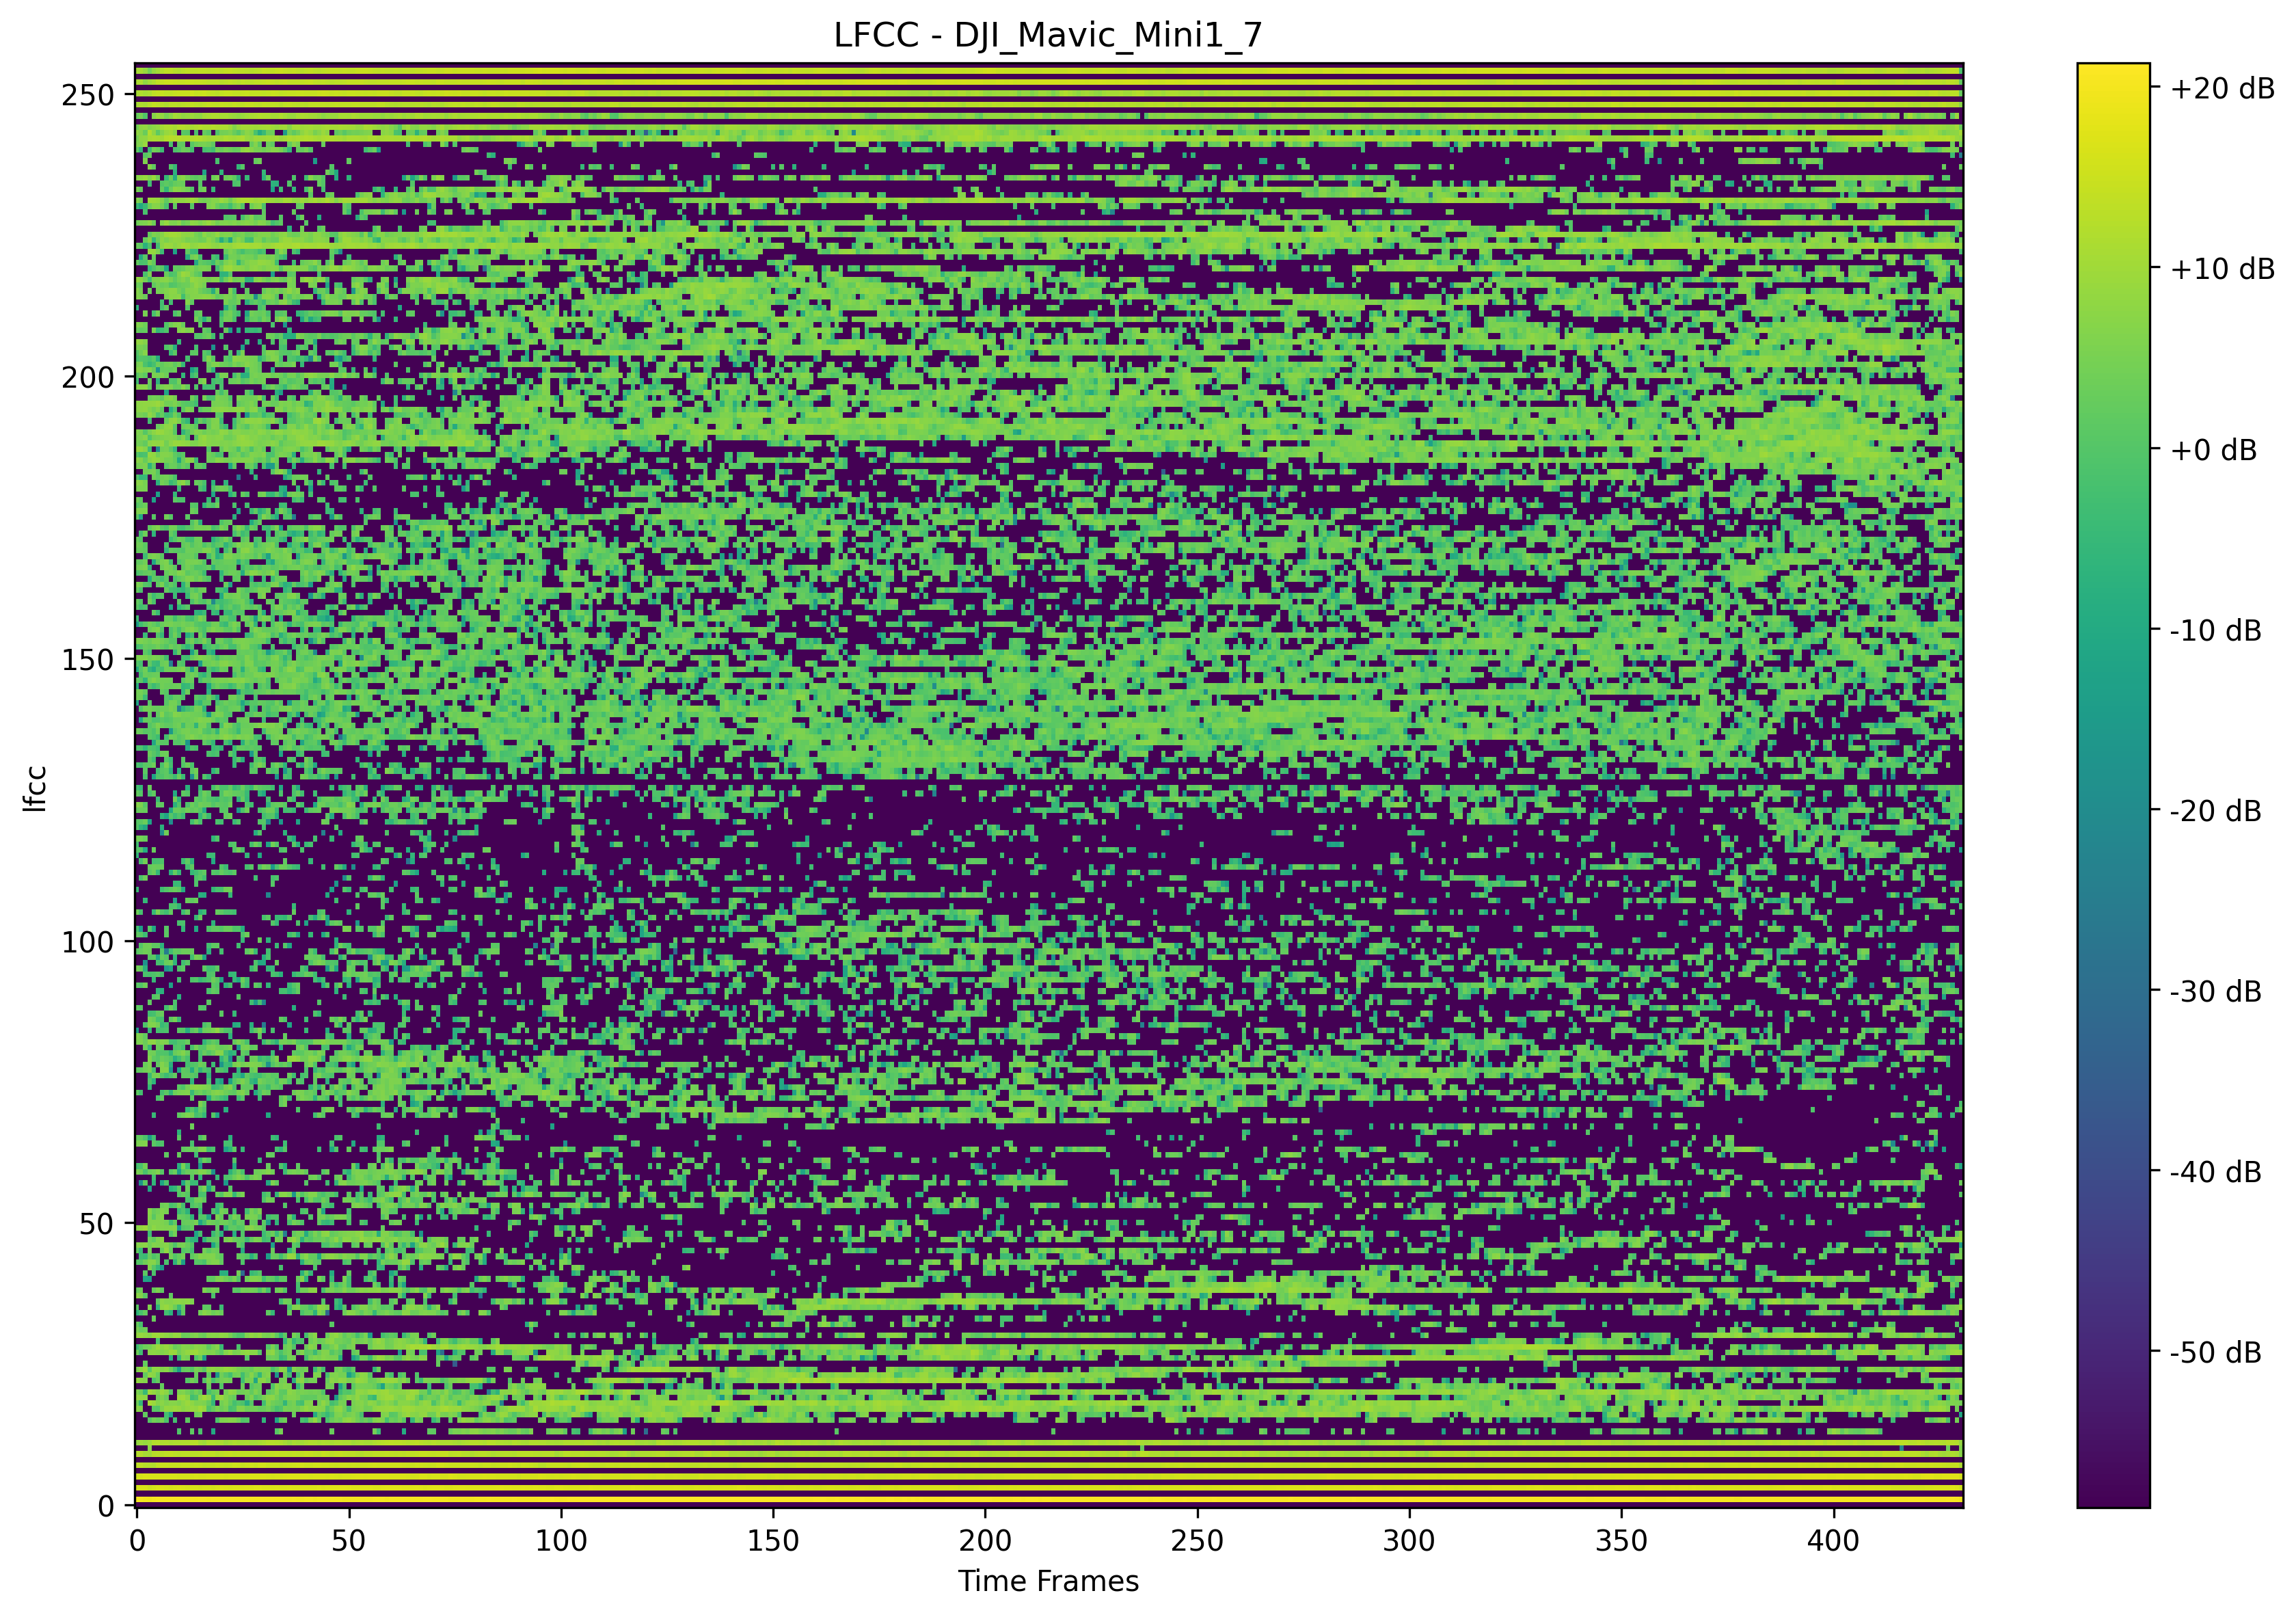 LFCC - DJI_Mavic_Mini1_7
250
200
150
100
50
0
lfcc
0 50 100 150 200 250 300 350 400
Time Frames
+20 dB
+10 dB
+0 dB
-10 dB
-20 dB
-30 dB
-40 dB
-50 dB